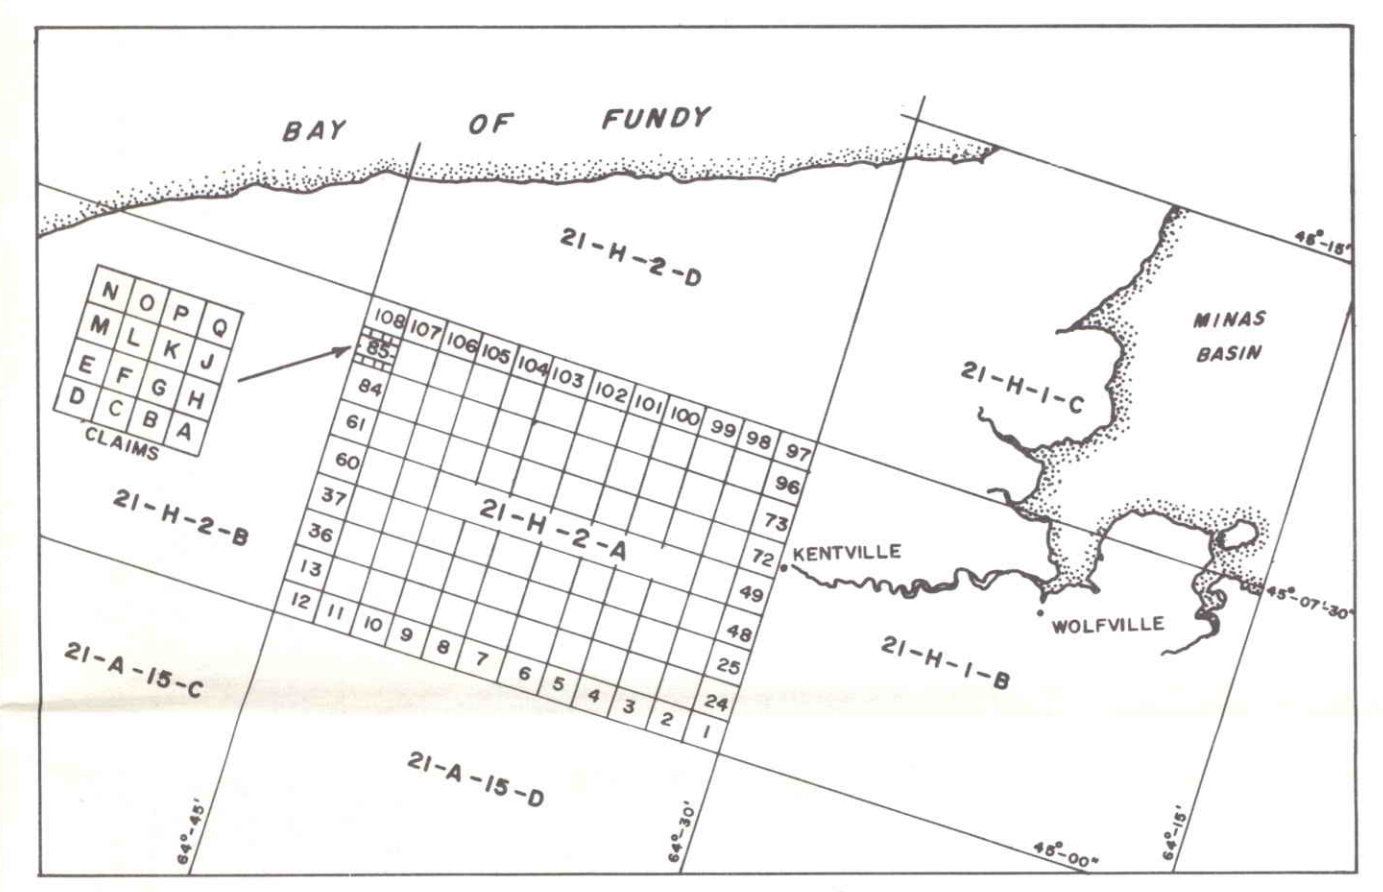 BAY OF FUNDY
45°-15'
21-H-2-D
N O P Q
M L K J
E F G H
D C B A
CLAIMS
MINAS
BASIN
21-H-1-C
108 107 106 105 104 103 102 101 100 99 98 97
85
84 96
61 73
60 72
37 49
36 48
13 25
24
12 11 10 9 8 7 6 5 4 3 2 1
21-H-2-A
21-H-2-B
KENTVILLE
WOLFVILLE
45°-07'-30"
21-H-1-B
21-A-15-C
21-A-15-D
64°-45'
64°-30'
45°-00"
64°-15'